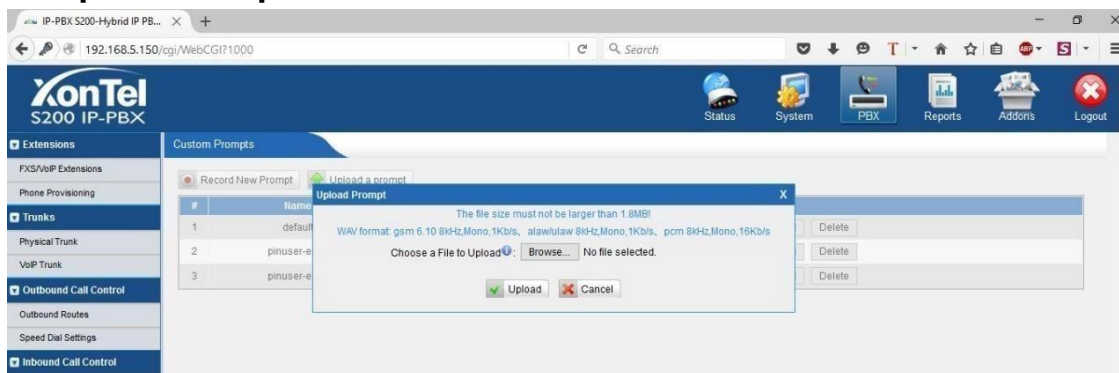 IP-PBX S200-Hybrid IP PB...
192.168.5.150/cgi/WebCGI?1000
Search
XonTel
S200 IP-PBX
Status
System
PBX
Reports
Addons
Logout
Extensions
FXS/VoIP Extensions
Phone Provisioning
Trunks
Physical Trunk
VoIP Trunk
Outbound Call Control
Outbound Routes
Speed Dial Settings
Inbound Call Control
Custom Prompts
Record New Prompt
Upload a prompt
# Name
1 default
2 pinuser-e
3 pinuser-e
Delete
Delete
Delete
Upload Prompt X
The file size must not be larger than 1.8MB!
WAV format: gsm 6.10 8kHz,Mono,1Kb/s、 alaw/ulaw 8kHz,Mono,1Kb/s、 pcm 8kHz,Mono,16Kb/s
Choose a File to Upload : Browse... No file selected.
Upload Cancel